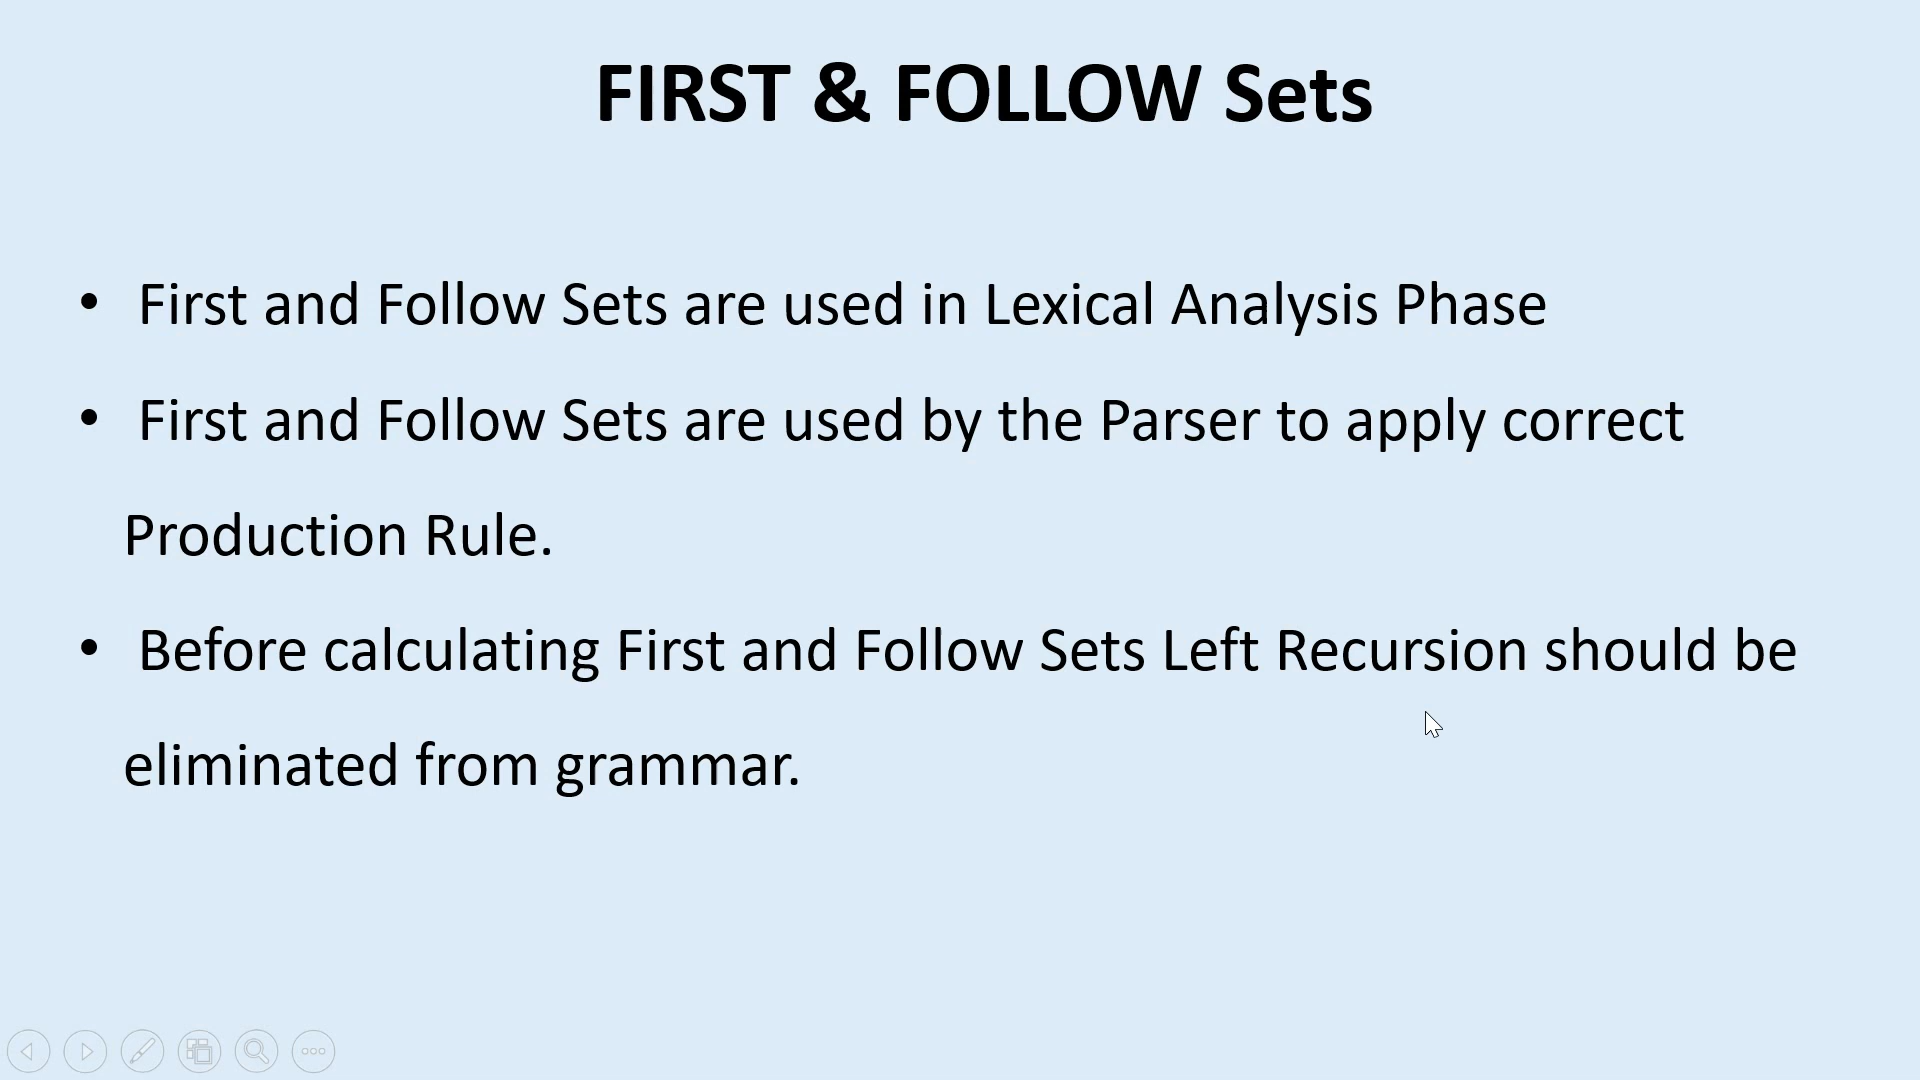 FIRST & FOLLOW Sets
• First and Follow Sets are used in Lexical Analysis Phase
• First and Follow Sets are used by the Parser to apply correct
Production Rule.
• Before calculating First and Follow Sets Left Recursion should be
eliminated from grammar.